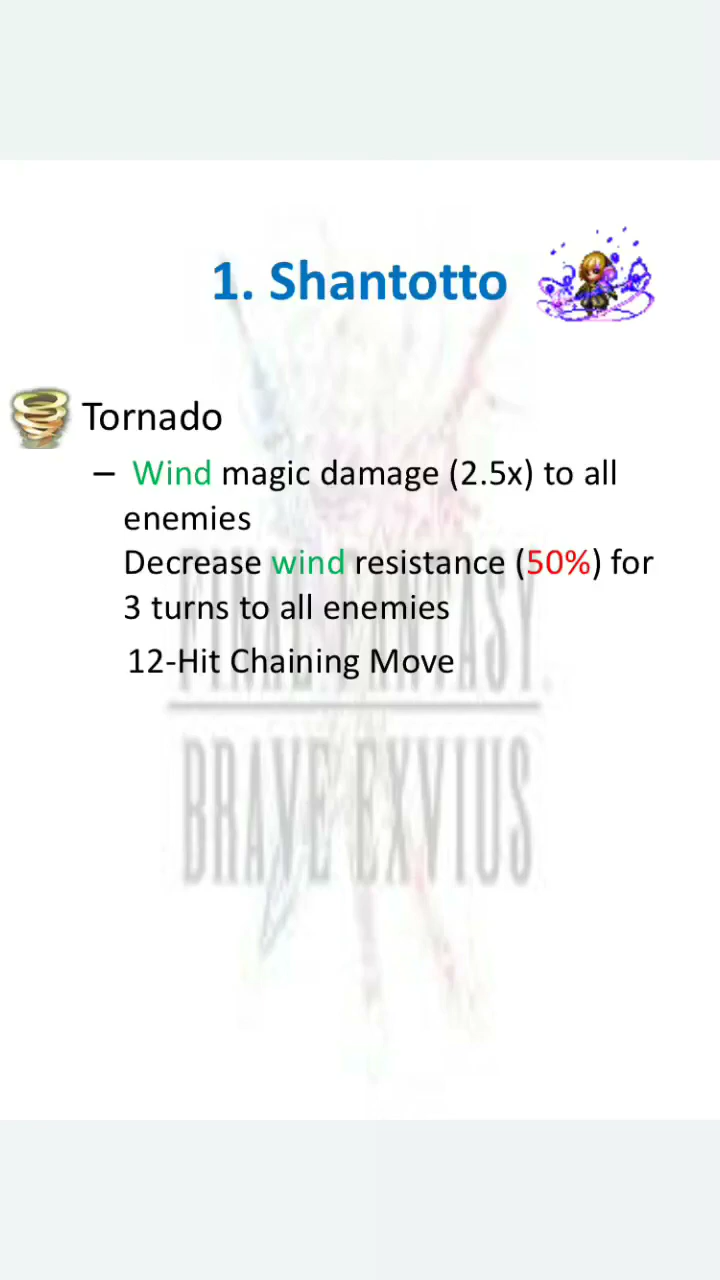 1. Shantotto
Tornado
– Wind magic damage (2.5x) to all
enemies
Decrease wind resistance (50%) for
3 turns to all enemies
12-Hit Chaining Move
FINAL FANTASY.
BRAVE EXVIUS